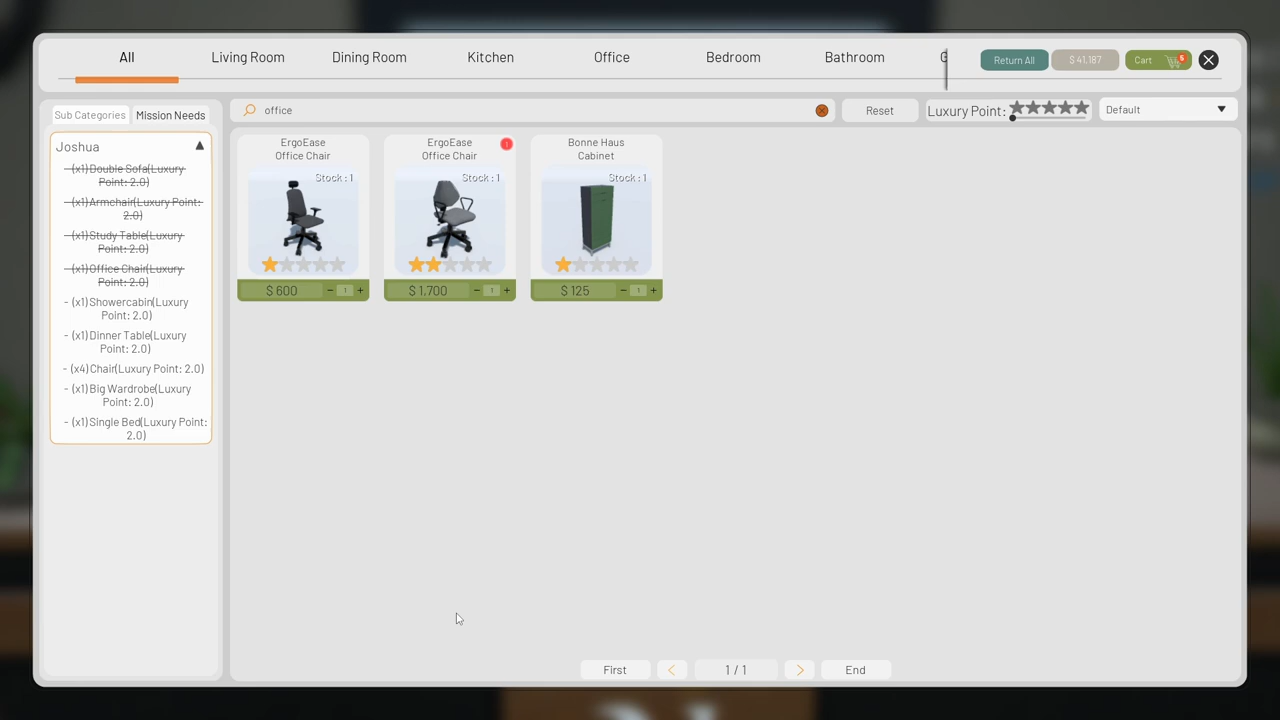 All
Living Room
Dining Room
Kitchen
Office
Bedroom
Bathroom
Return All
$ 41,187
Cart
5
Sub Categories
Mission Needs
office
Reset
Luxury Point:
Default
Joshua
(x1)Double Sofa(Luxury
Point: 2.0)
(x1)Armchair(Luxury Point:
2.0)
(x1)Study Table(Luxury
Point: 2.0)
(x1)Office Chair(Luxury
Point: 2.0)
- (x1)Showercabin(Luxury
Point: 2.0)
- (x1)Dinner Table(Luxury
Point: 2.0)
- (x4)Chair(Luxury Point: 2.0)
- (x1)Big Wardrobe(Luxury
Point: 2.0)
- (x1)Single Bed(Luxury Point:
2.0)
ErgoEase
Office Chair
Stock : 1
$ 600
- 1 +
ErgoEase
Office Chair
Stock : 1
$ 1,700
- 1 +
Bonne Haus
Cabinet
Stock : 1
$ 125
- 1 +
First
<
1 / 1
>
End